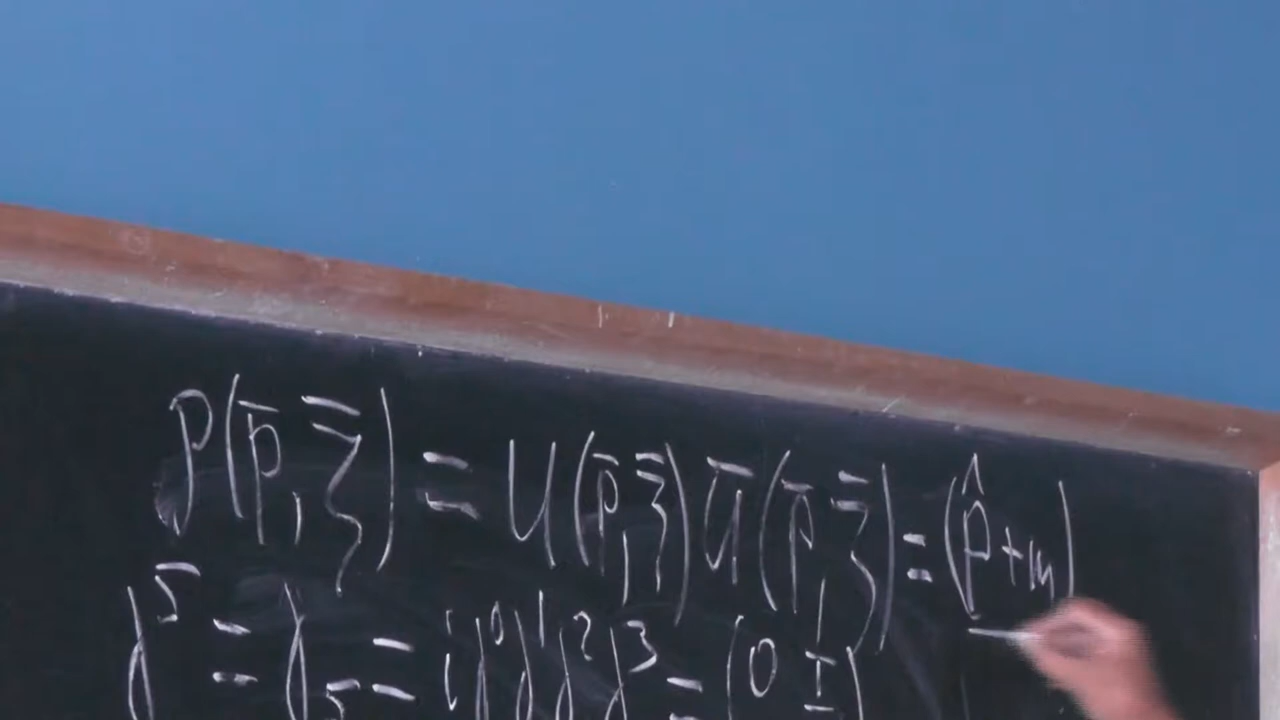 ρ(p̄, ξ̄) = U(p̄, ξ̄) Ū(p̄, ξ̄) = (p̂ + m)
γ⁵ = γ₅ = iγ⁰γ¹γ²γ³ = (0 ±